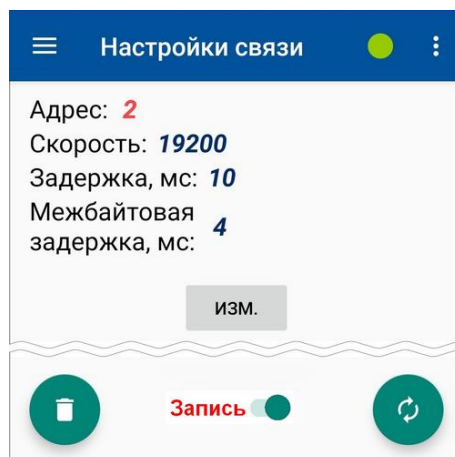 Настройки связи
Адрес: 2
Скорость: 19200
Задержка, мс: 10
Межбайтовая
задержка, мс: 4
изм.
Запись